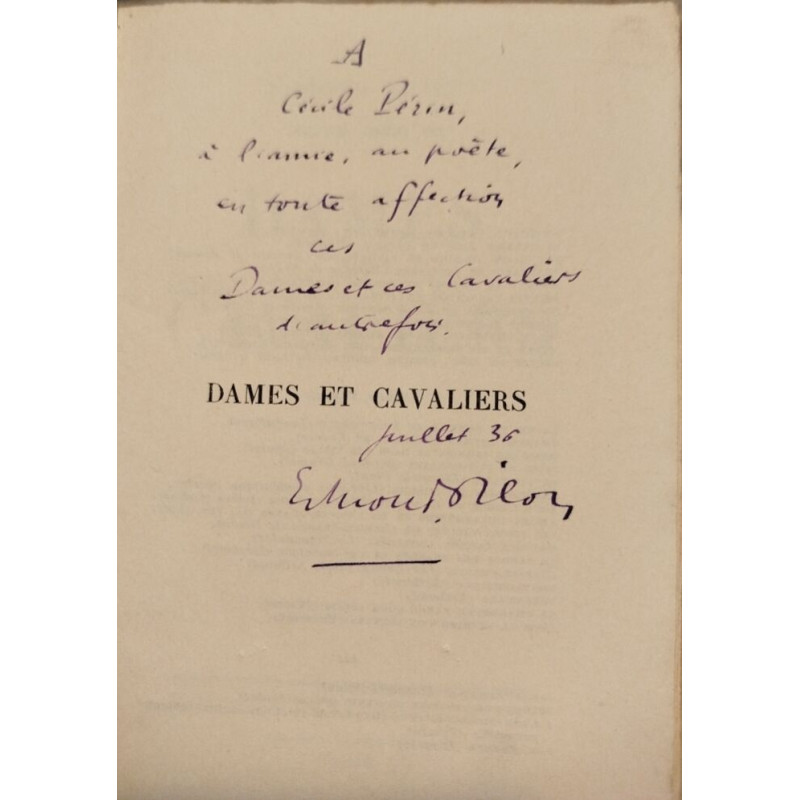 A
Cécile Périn,
à l'amie, au poète,
en toute affection
ces
Dames et ces Cavaliers
d'autrefois.
DAMES ET CAVALIERS
juillet 36
Edmond Pilon